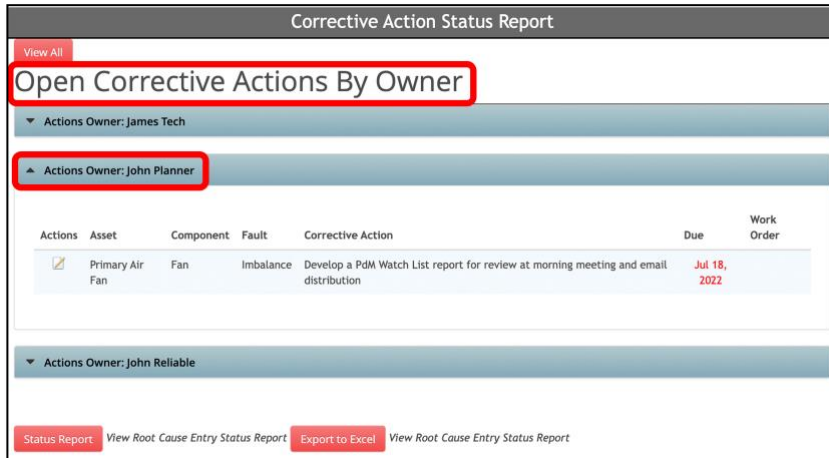 Corrective Action Status Report
View All
Open Corrective Actions By Owner
Actions Owner: James Tech
Actions Owner: John Planner
Actions Asset Component Fault Corrective Action Due Work
Order
Primary Air Fan Imbalance Develop a PdM Watch List report for review at morning meeting and email Jul 18,
Fan distribution 2022
Actions Owner: John Reliable
Status Report View Root Cause Entry Status Report Export to Excel View Root Cause Entry Status Report